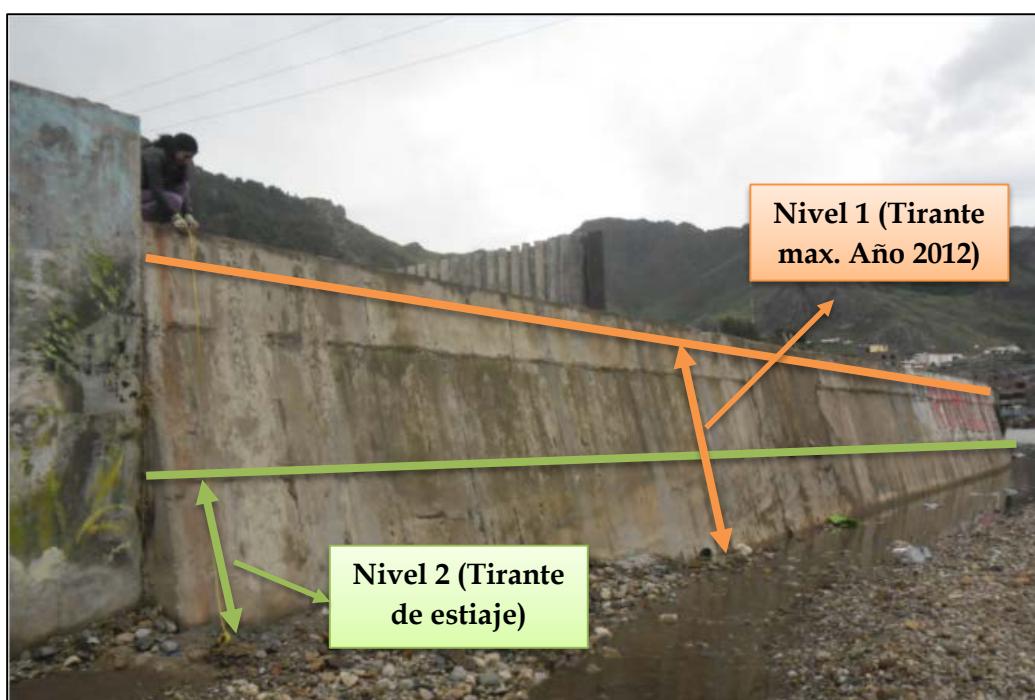 Nivel 1 (Tirante
max. Año 2012)
Nivel 2 (Tirante
de estiaje)